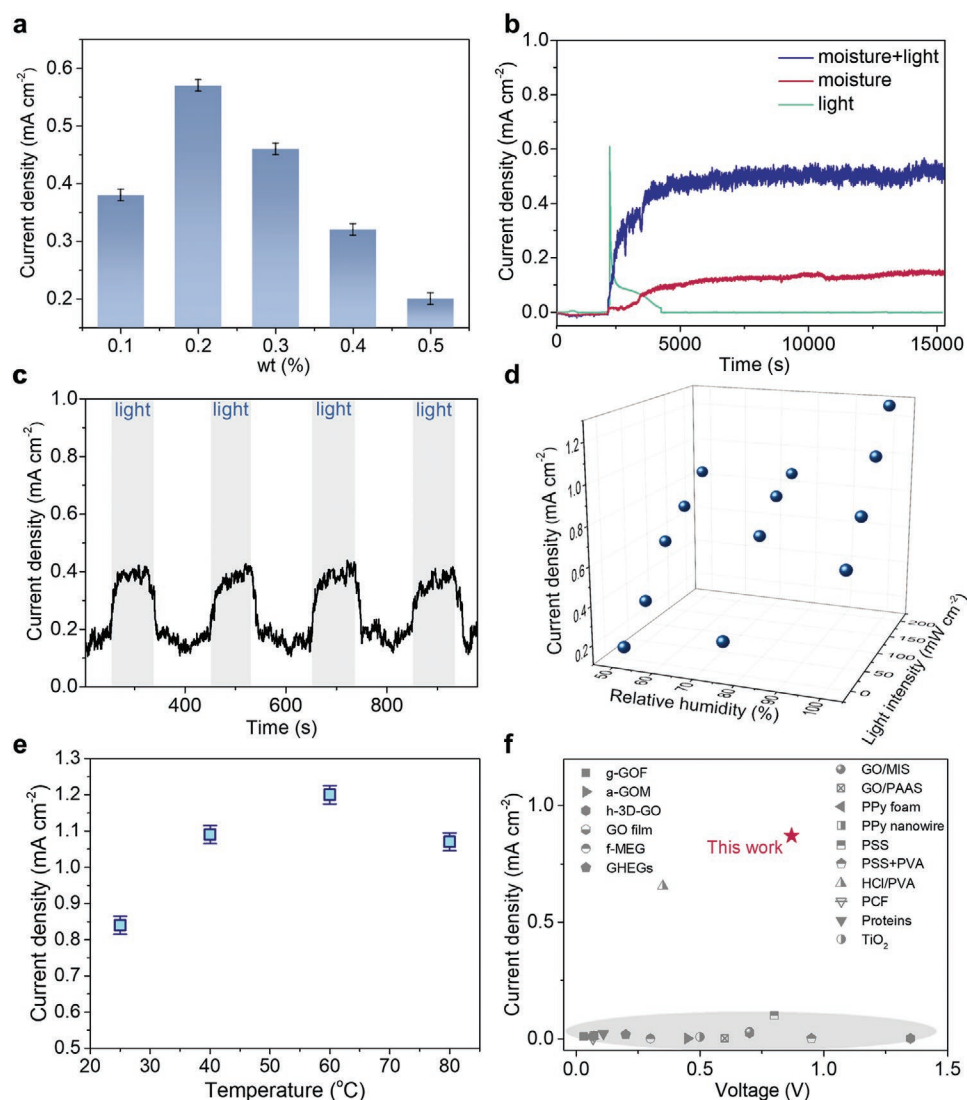 a
Current density (mA cm⁻²)
0.6
0.5
0.4
0.3
0.2
0.1 0.2 0.3 0.4 0.5
wt (%)
b
Current density (mA cm⁻²)
1.0
0.8
0.6
0.4
0.2
0.0
moisture+light
moisture
light
0 5000 10000 15000
Time (s)
c
Current density (mA cm⁻²)
1.0
0.8
0.6
0.4
0.2
0.0
light light light light
400 600 800
Time (s)
d
Current density (mA cm⁻²)
1.2
1.0
0.8
0.6
0.4
0.2
50 60 70 80 90 100
Relative humidity (%)
200
150
100
50
0
Light intensity (mW cm⁻²)
e
Current density (mA cm⁻²)
1.3
1.2
1.1
1.0
0.9
0.8
0.7
0.6
0.5
20 30 40 50 60 70 80
Temperature (°C)
f
Current density (mA cm⁻²)
1.0
0.5
0.0
g-GOF
a-GOM
h-3D-GO
GO film
f-MEG
GHEGs
GO/MIS
GO/PAAS
PPy foam
PPy nanowire
PSS
PSS+PVA
HCl/PVA
PCF
Proteins
TiO₂
This work
0.0 0.5 1.0 1.5
Voltage (V)